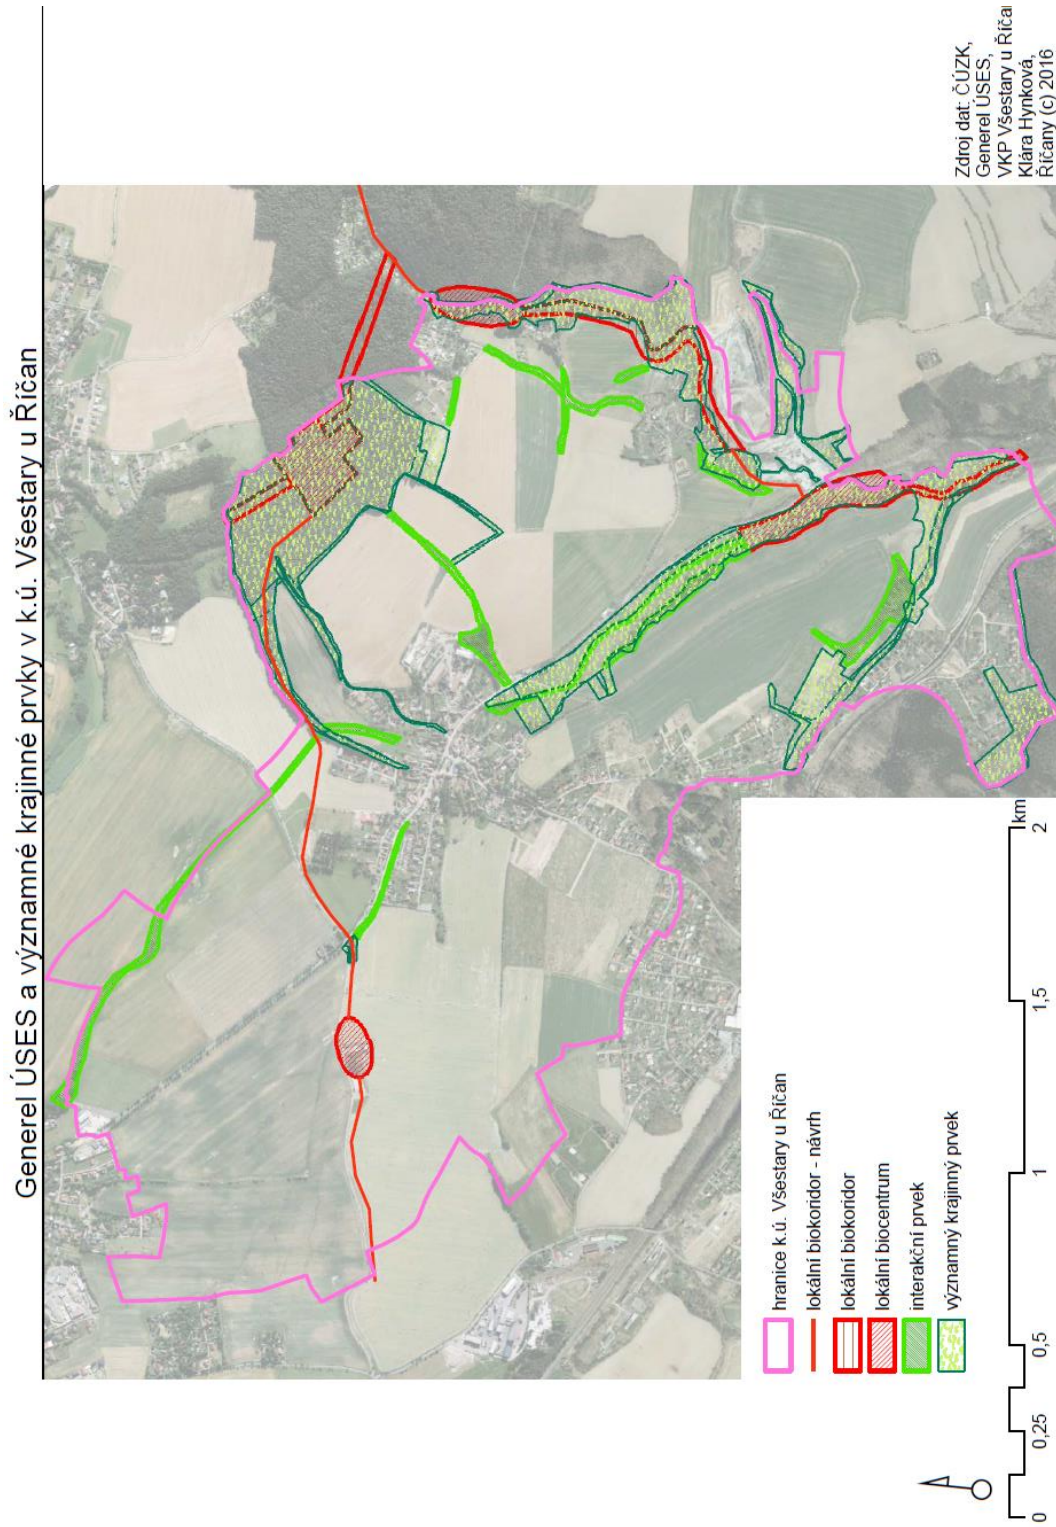 Generel ÚSES a významné krajinné prvky v k.ú. Všestary u Říčan
hranice k.ú. Všestary u Říčan
lokální biokoridor - návrh
lokální biokoridor
lokální biocentrum
interakční prvek
významný krajinný prvek
0 0,25 0,5 1 1,5 2
km
Zdroj dat: ČÚZK,
Generel ÚSES,
VKP Všestary u Říča
Klára Hynková,
Říčany (c) 2016